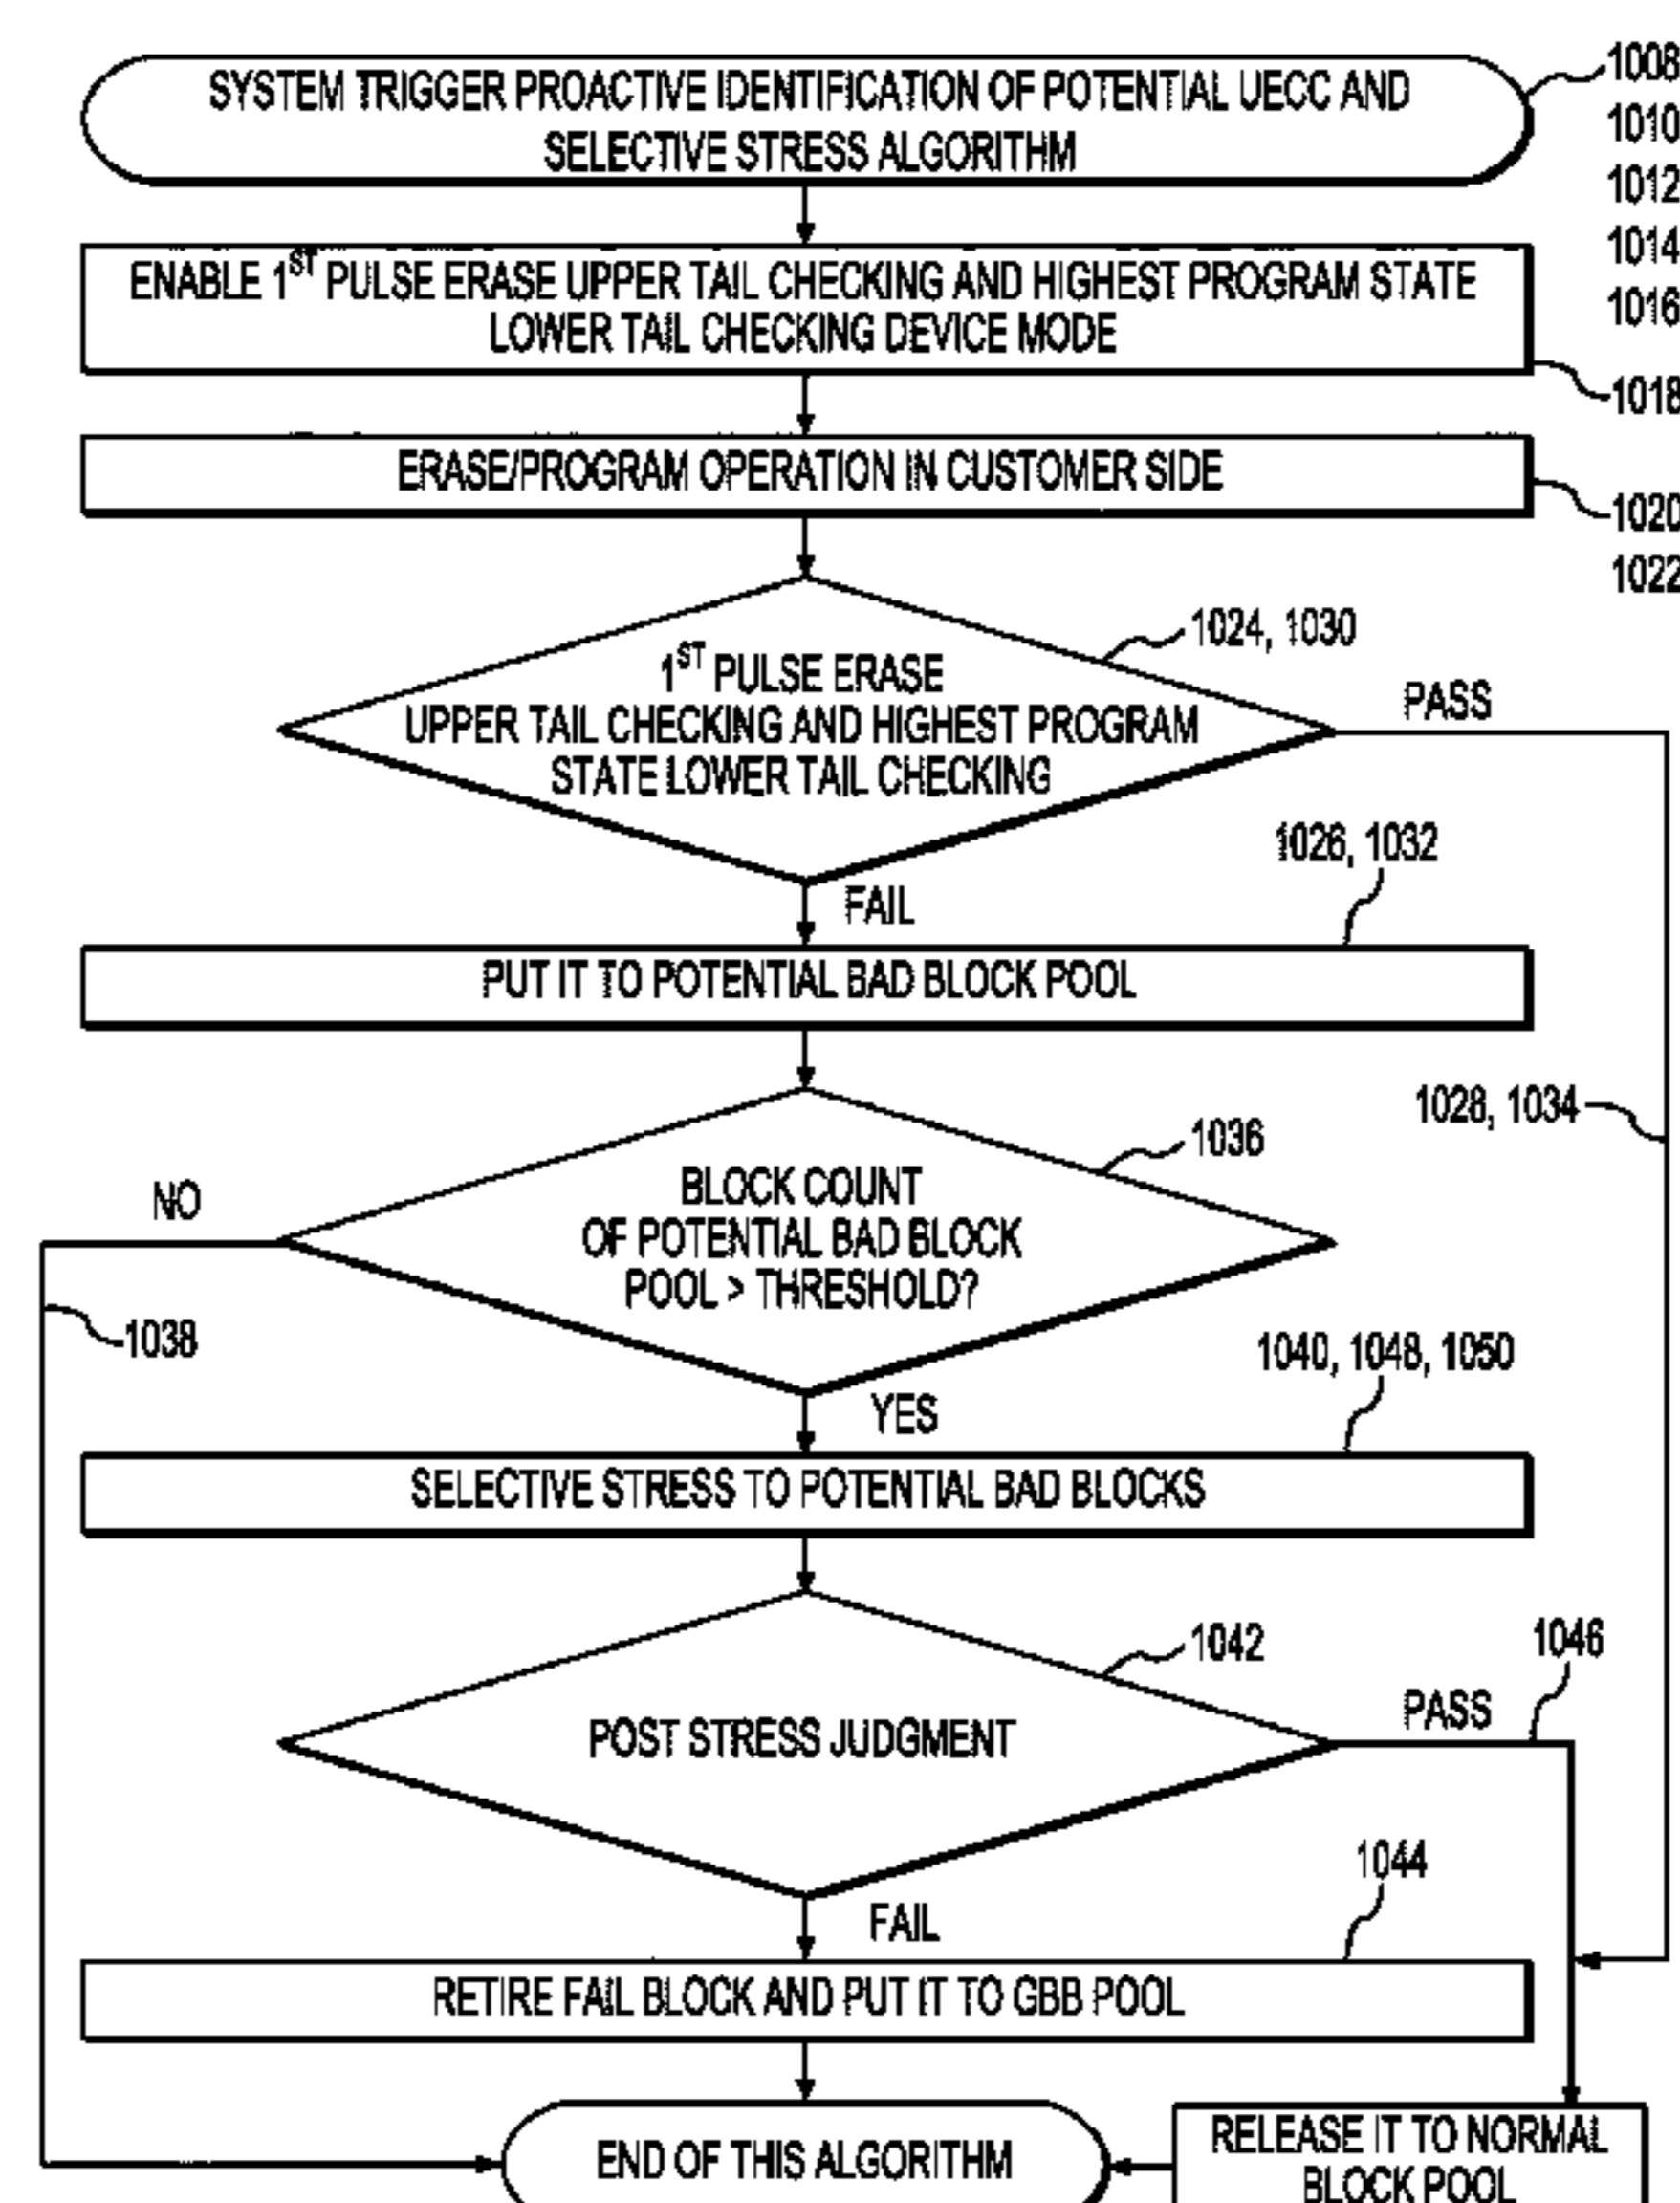 SYSTEM TRIGGER PROACTIVE IDENTIFICATION OF POTENTIAL UECC AND
SELECTIVE STRESS ALGORITHM
1008
1010
1012
1014
1016
ENABLE 1ST PULSE ERASE UPPER TAIL CHECKING AND HIGHEST PROGRAM STATE
LOWER TAIL CHECKING DEVICE MODE
1018
ERASE/PROGRAM OPERATION IN CUSTOMER SIDE
1020
1022
1024, 1030
1ST PULSE ERASE
UPPER TAIL CHECKING AND HIGHEST PROGRAM
STATE LOWER TAIL CHECKING
PASS
1026, 1032
FAIL
PUT IT TO POTENTIAL BAD BLOCK POOL
1028, 1034
1036
BLOCK COUNT
OF POTENTIAL BAD BLOCK
POOL > THRESHOLD?
NO
1038
1040, 1048, 1050
YES
SELECTIVE STRESS TO POTENTIAL BAD BLOCKS
1042
1046
POST STRESS JUDGMENT
PASS
1044
FAIL
RETIRE FAIL BLOCK AND PUT IT TO GBB POOL
END OF THIS ALGORITHM
RELEASE IT TO NORMAL
BLOCK POOL